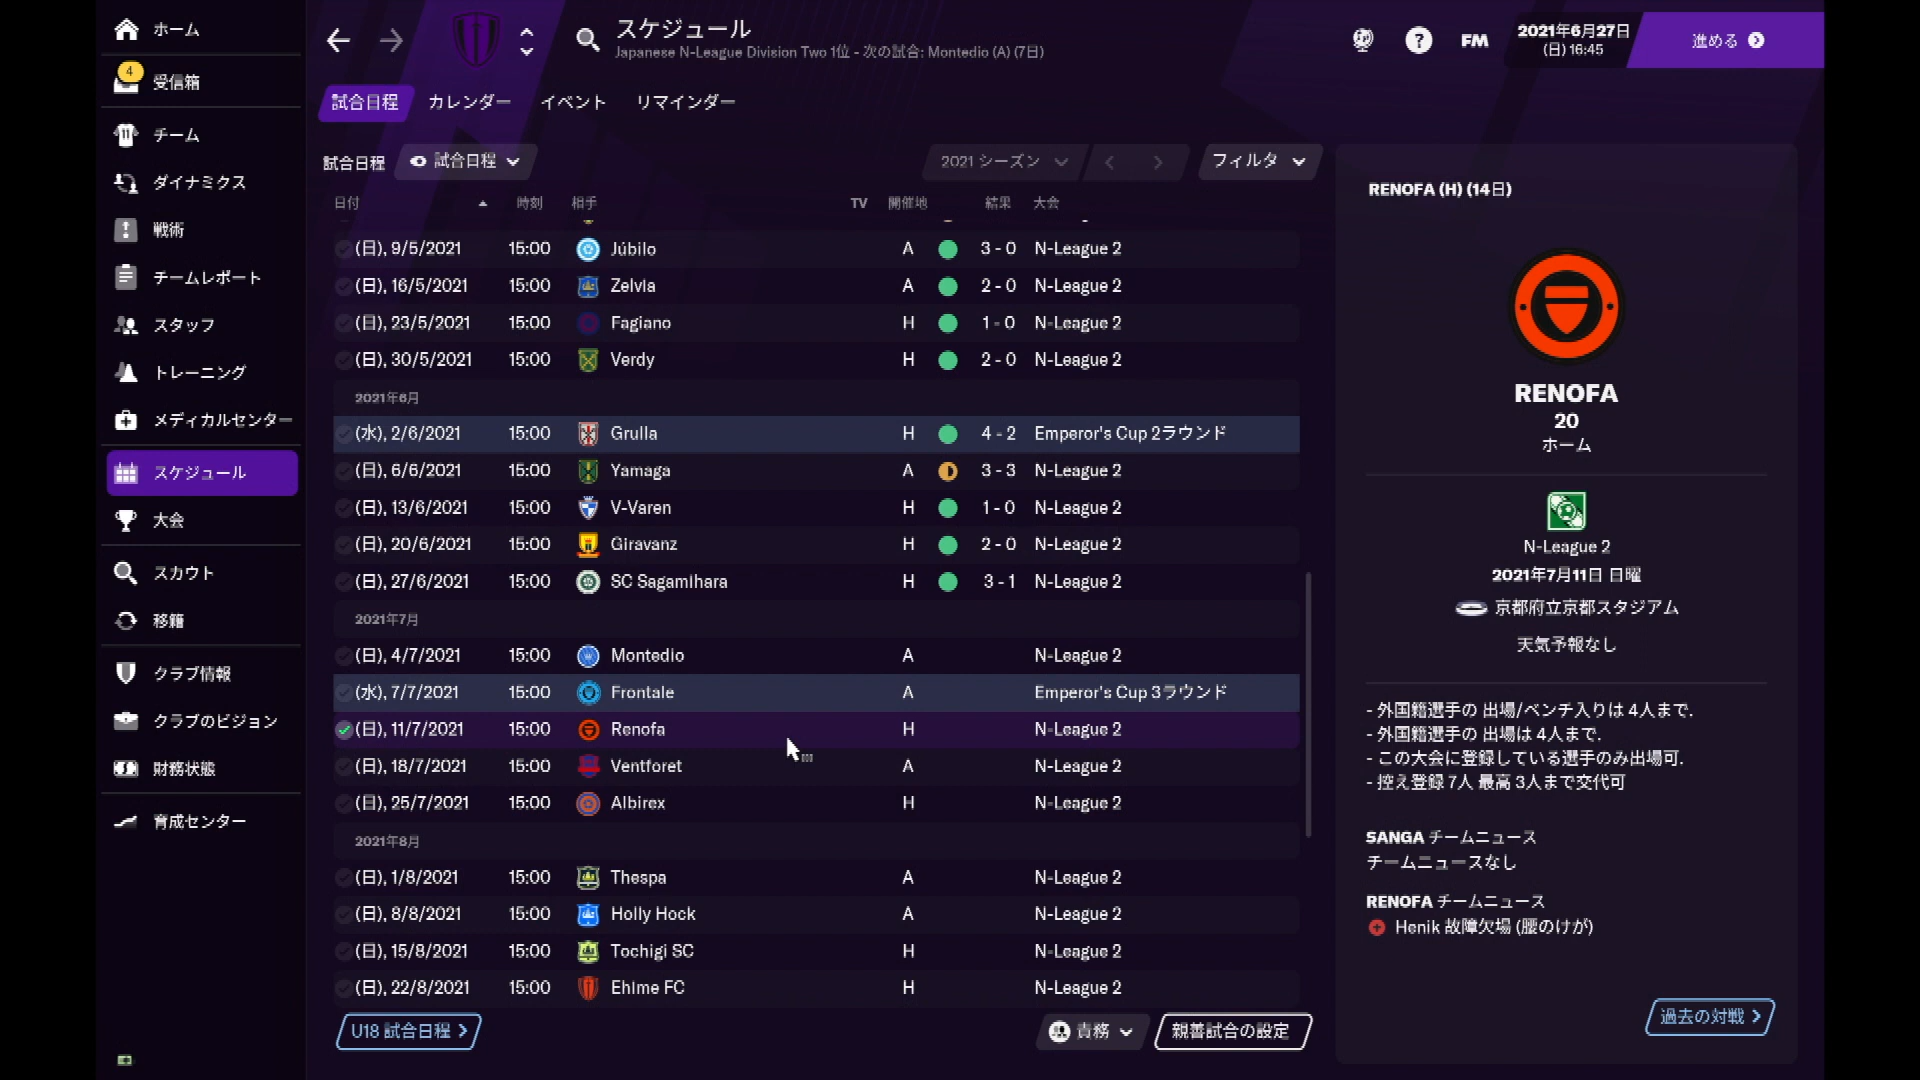 ホーム
受信箱
4
チーム
ダイナミクス
戦術
チームレポート
スタッフ
トレーニング
メディカルセンター
スケジュール
大会
スカウト
移籍
クラブ情報
クラブのビジョン
財務状態
育成センター
スケジュール
Japanese N-League Division Two 1位 - 次の試合: Montedio (A) (7日)
FM
2021年6月27日
(日) 16:45
進める
試合日程 カレンダー イベント リマインダー
試合日程 試合日程 2021 シーズン フィルタ
日付 時刻 相手 TV 開催地 結果 大会
(日), 9/5/2021 15:00 Júbilo A 3 - 0 N-League 2
(日), 16/5/2021 15:00 Zelvia A 2 - 0 N-League 2
(日), 23/5/2021 15:00 Fagiano H 1 - 0 N-League 2
(日), 30/5/2021 15:00 Verdy H 2 - 0 N-League 2
2021年6月
(水), 2/6/2021 15:00 Grulla H 4 - 2 Emperor's Cup 2ラウンド
(日), 6/6/2021 15:00 Yamaga A 3 - 3 N-League 2
(日), 13/6/2021 15:00 V-Varen H 1 - 0 N-League 2
(日), 20/6/2021 15:00 Giravanz H 2 - 0 N-League 2
(日), 27/6/2021 15:00 SC Sagamihara H 3 - 1 N-League 2
2021年7月
(日), 4/7/2021 15:00 Montedio A N-League 2
(水), 7/7/2021 15:00 Frontale A Emperor's Cup 3ラウンド
(日), 11/7/2021 15:00 Renofa H N-League 2
(日), 18/7/2021 15:00 Ventforet A N-League 2
(日), 25/7/2021 15:00 Albirex H N-League 2
2021年8月
(日), 1/8/2021 15:00 Thespa A N-League 2
(日), 8/8/2021 15:00 Holly Hock A N-League 2
(日), 15/8/2021 15:00 Tochigi SC H N-League 2
(日), 22/8/2021 15:00 Ehime FC H N-League 2
U18 試合日程 責務 親善試合の設定
RENOFA (H) (14日)
RENOFA
20
ホーム
N-League 2
2021年7月11日 日曜
京都府立京都スタジアム
天気予報なし
- 外国籍選手の 出場/ベンチ入りは 4人まで.
- 外国籍選手の 出場は 4人まで.
- この大会に登録している選手のみ出場可.
- 控え登録 7人 最高 3人まで交代可
SANGA チームニュース
チームニュースなし
RENOFA チームニュース
Henik 故障欠場 (腰のけが)
過去の対戦